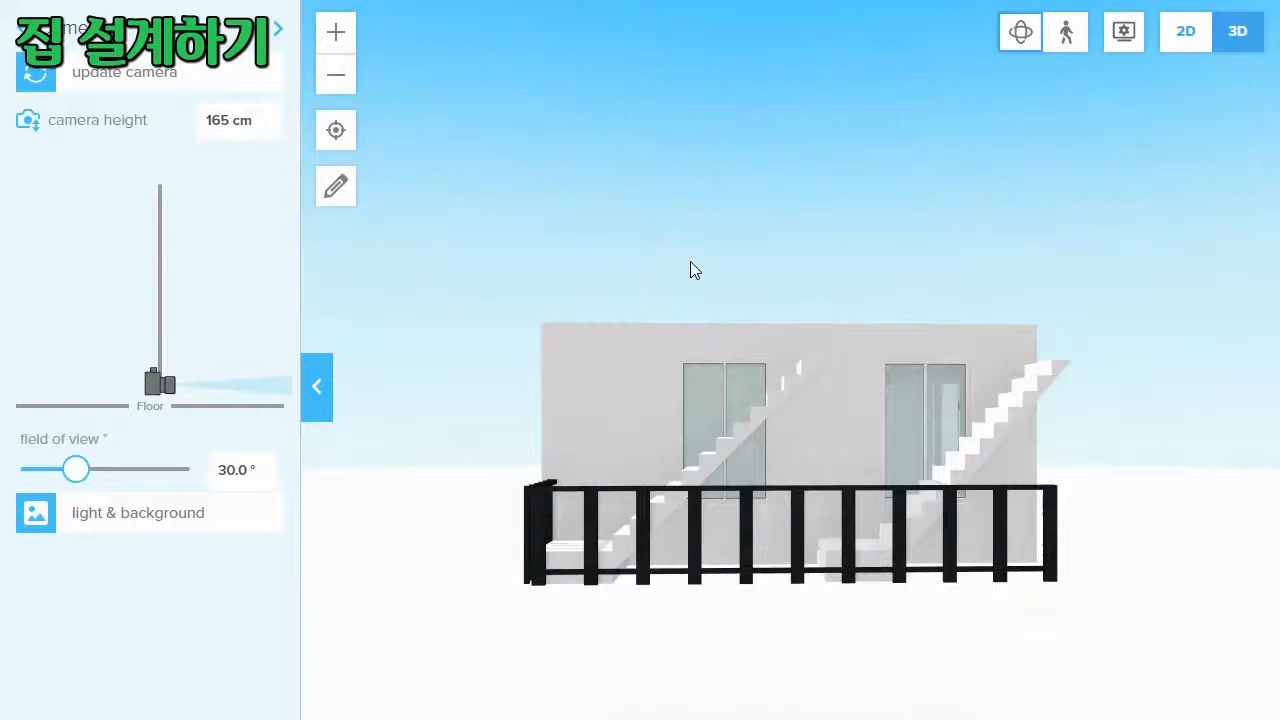 집 설계하기
update camera
camera height
165 cm
Floor
field of view °
30.0 °
light & background
2D
3D